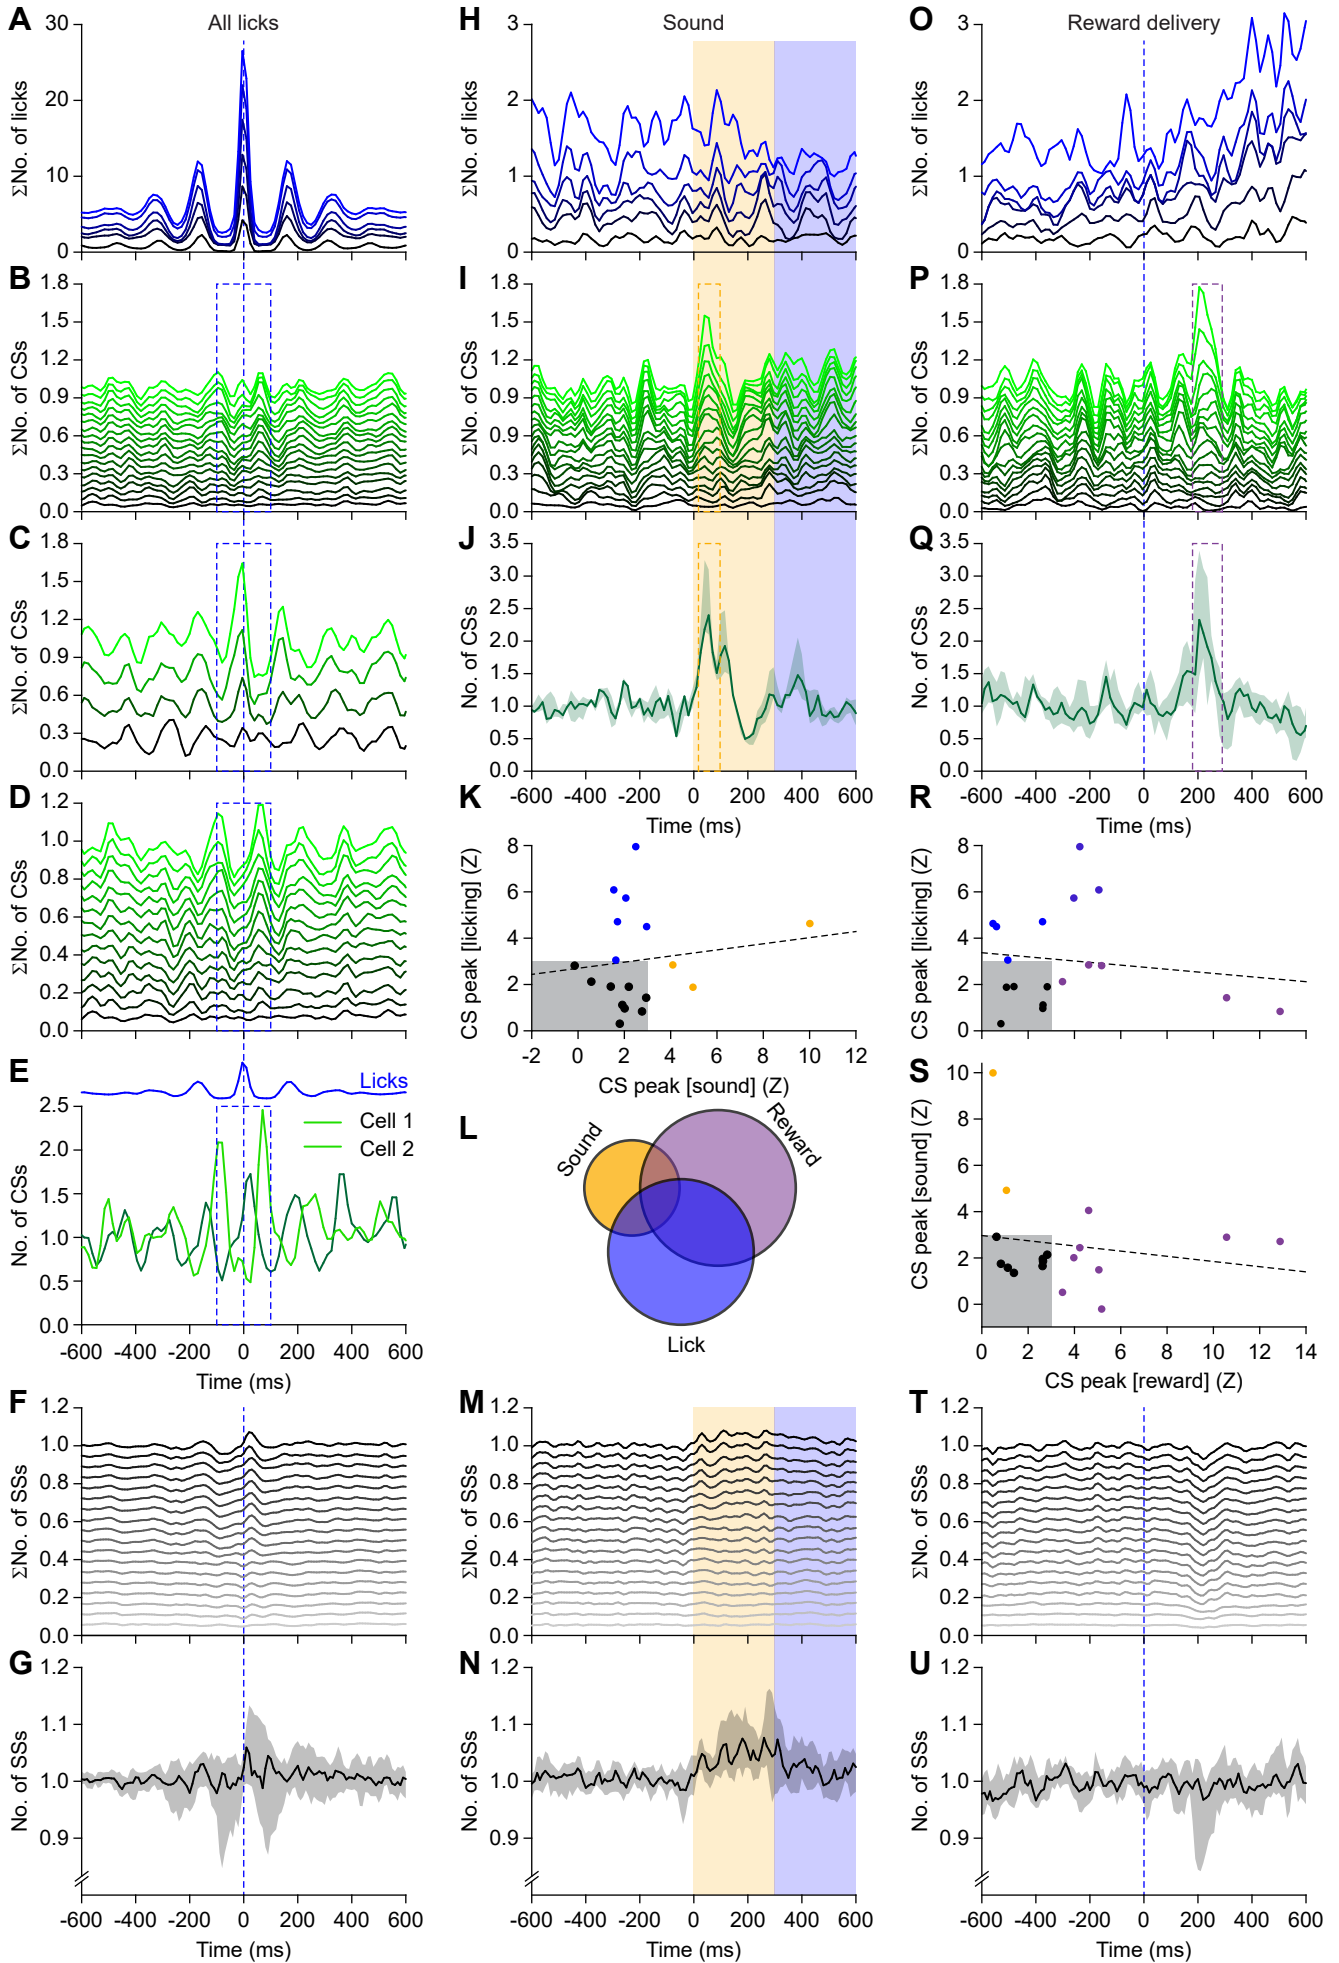 A
All licks
30
20
10
0
ΣNo. of licks
B
1.8
1.5
1.2
0.9
0.6
0.3
0.0
ΣNo. of CSs
C
1.8
1.5
1.2
0.9
0.6
0.3
0.0
ΣNo. of CSs
D
1.2
1.0
0.8
0.6
0.4
0.2
0.0
ΣNo. of CSs
E
Licks
Cell 1
Cell 2
2.5
2.0
1.5
1.0
0.5
0.0
No. of CSs
-600 -400 -200 0 200 400 600
Time (ms)
F
1.2
1.0
0.8
0.6
0.4
0.2
0.0
ΣNo. of SSs
G
1.2
1.1
1.0
0.9
No. of SSs
-600 -400 -200 0 200 400 600
Time (ms)
H
Sound
3
2
1
0
ΣNo. of licks
I
1.8
1.5
1.2
0.9
0.9
0.3
0.0
ΣNo. of CSs
J
3.5
3.0
2.5
2.0
1.5
1.0
0.5
0.0
No. of CSs
-600 -400 -200 0 200 400 600
Time (ms)
K
8
6
4
2
0
CS peak [licking] (Z)
-2 0 2 4 6 8 10 12
CS peak [sound] (Z)
L
Sound
Reward
Lick
M
1.2
1.0
0.8
0.6
0.4
0.2
0.0
ΣNo. of SSs
N
1.2
1.1
1.0
0.9
No. of SSs
-600 -400 -200 0 200 400 600
Time (ms)
O
Reward delivery
3
2
1
0
ΣNo. of licks
P
1.8
1.5
1.2
0.9
0.6
0.3
0.0
ΣNo. of CSs
Q
3.5
3.0
2.5
2.0
1.5
1.0
0.5
0.0
No. of CSs
-600 -400 -200 0 200 400 600
Time (ms)
R
8
6
4
2
0
CS peak [licking] (Z)
S
10
8
6
4
2
0
CS peak [sound] (Z)
0 2 4 6 8 10 12 14
CS peak [reward] (Z)
T
1.2
1.0
0.8
0.6
0.4
0.2
0.0
ΣNo. of SSs
U
1.2
1.1
1.0
0.9
No. of SSs
-600 -400 -200 0 200 400 600
Time (ms)